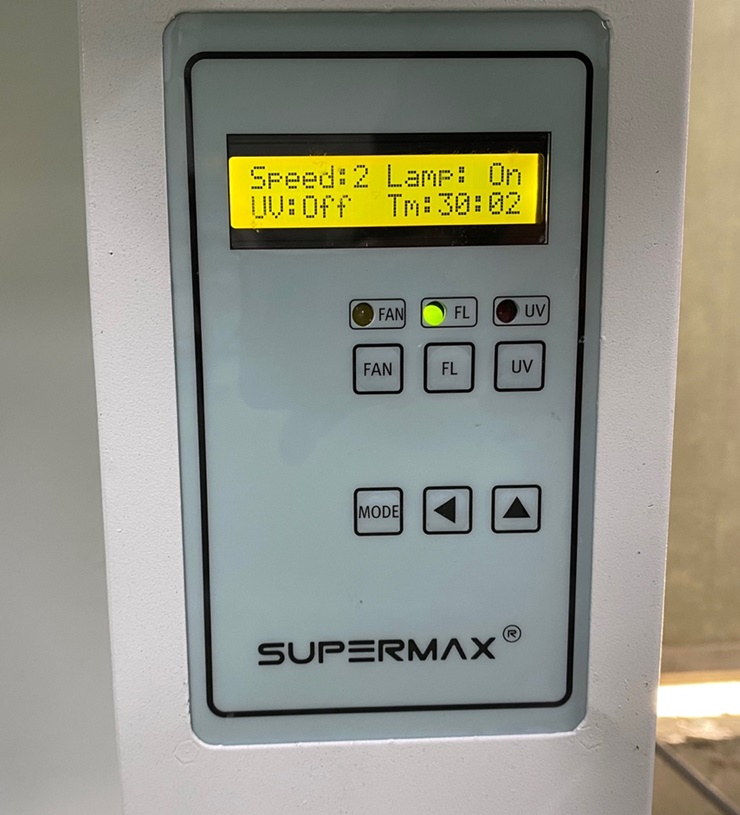 Speed:2 Lamp: On
UV:Off Tm:30:02
FAN FL UV
FAN FL UV
MODE
SUPERMAX®